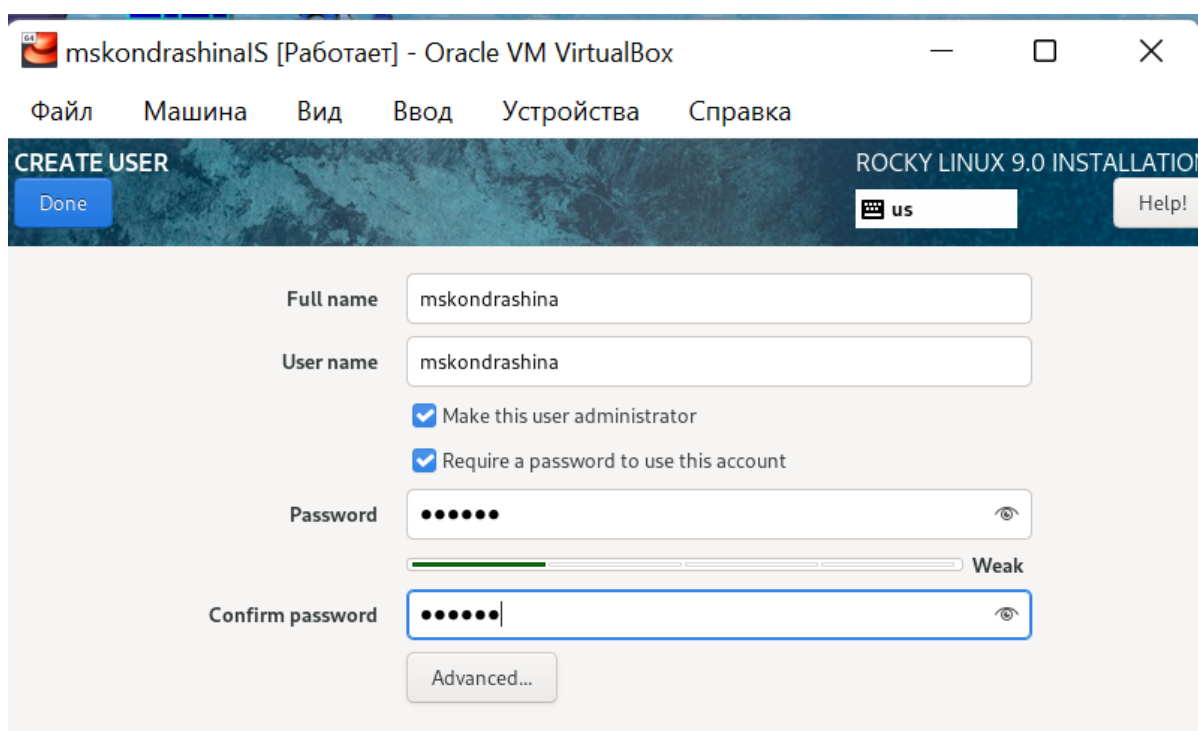 64
mskondrashinaIS [Работает] - Oracle VM VirtualBox
Файл Машина Вид Ввод Устройства Справка
CREATE USER
ROCKY LINUX 9.0 INSTALLATION
Done
us
Help!
Full name mskondrashina
User name mskondrashina
Make this user administrator
Require a password to use this account
Password ••••••
Weak
Confirm password ••••••
Advanced...